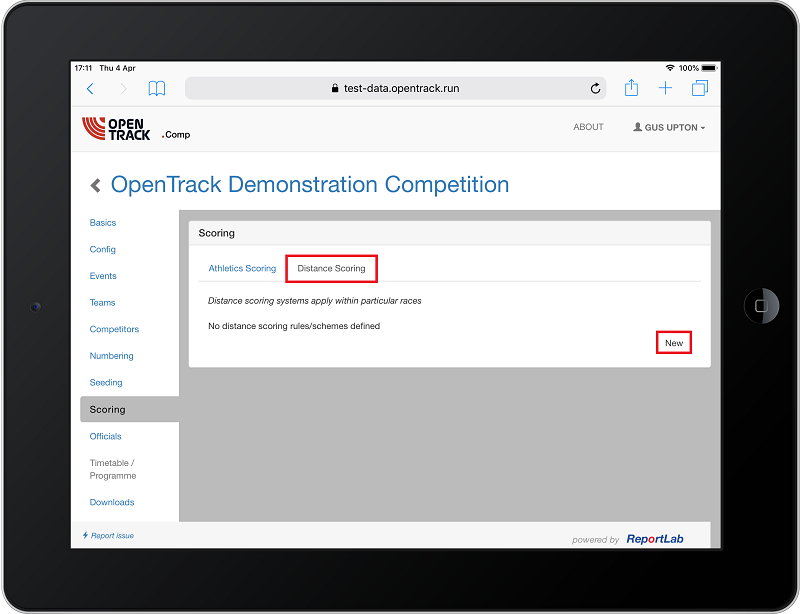 17:11 Thu 4 Apr
100%
test-data.opentrack.run
OPEN
TRACK
.Comp
ABOUT
GUS UPTON
OpenTrack Demonstration Competition
Basics
Config
Events
Teams
Competitors
Numbering
Seeding
Scoring
Officials
Timetable /
Programme
Downloads
Scoring
Athletics Scoring
Distance Scoring
Distance scoring systems apply within particular races
No distance scoring rules/schemes defined
New
Report issue
powered by ReportLab